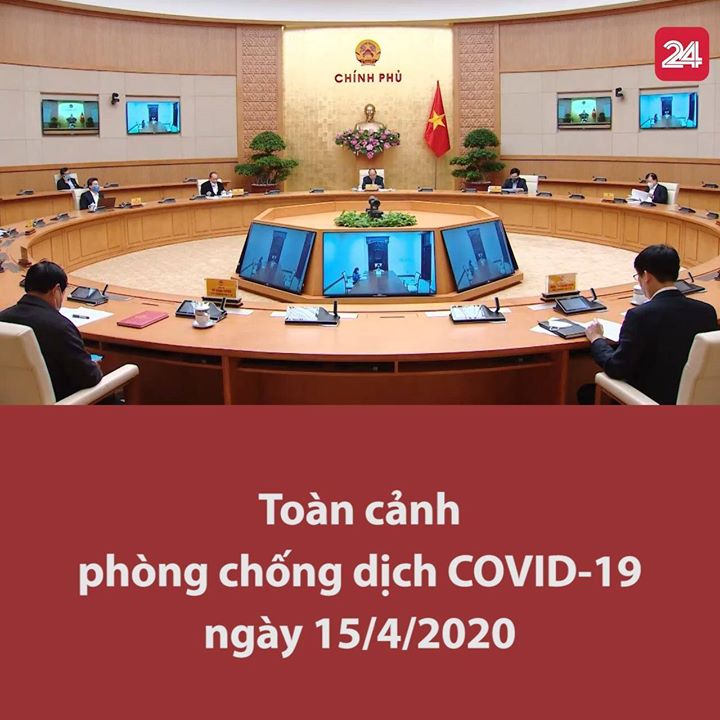 24
CHÍNH PHỦ
Toàn cảnh
phòng chống dịch COVID-19
ngày 15/4/2020